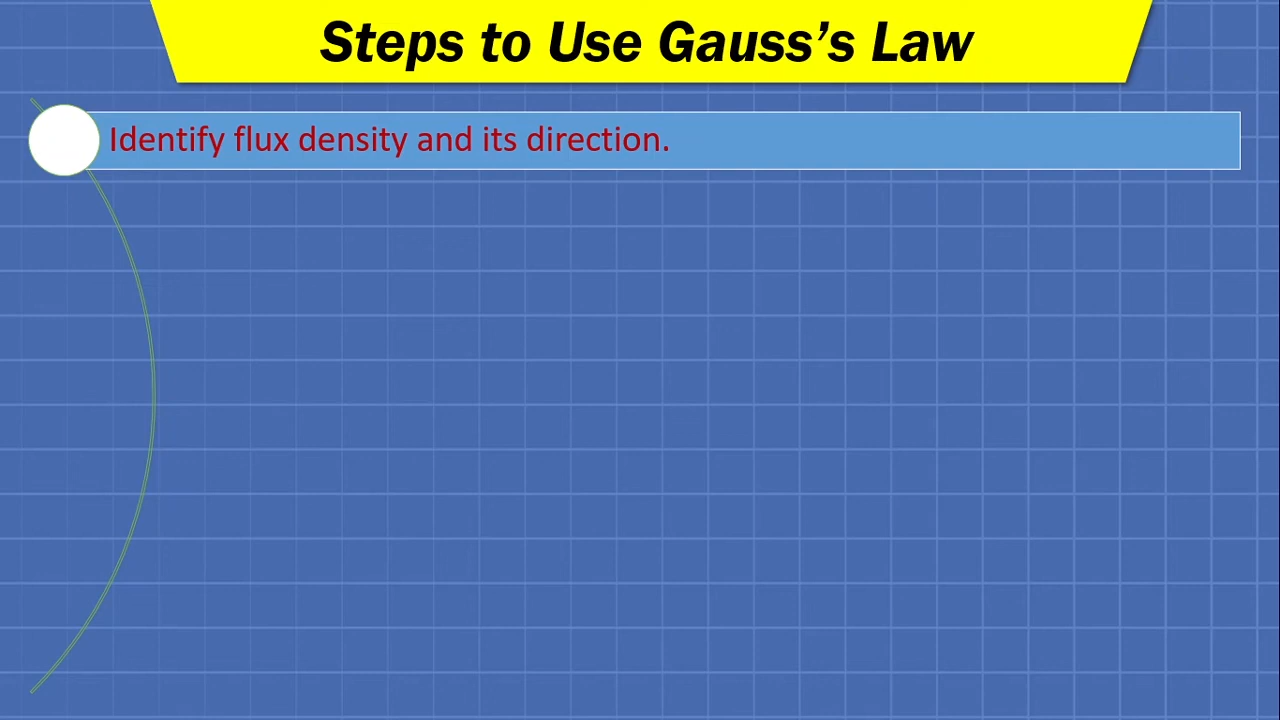 Steps to Use Gauss’s Law
Identify flux density and its direction.